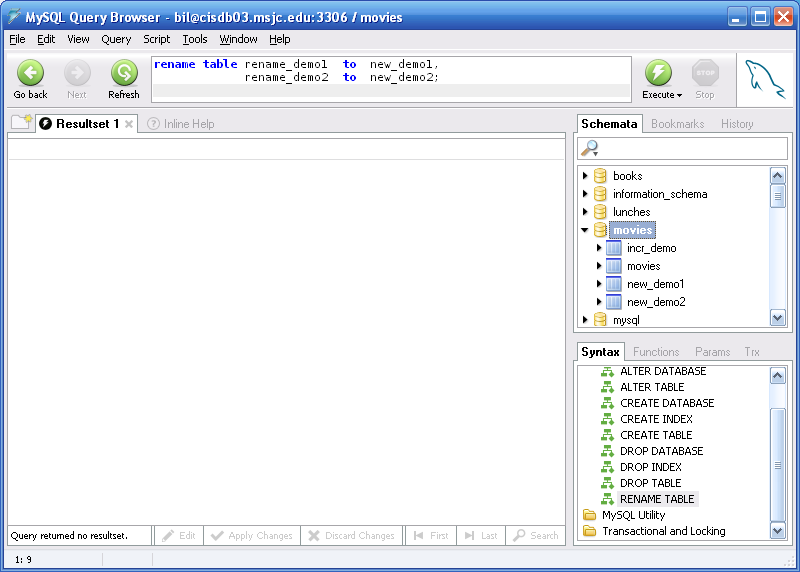 MySQL Query Browser - bil@cisdb03.msjc.edu:3306 / movies
File Edit View Query Script Tools Window Help
rename table rename_demo1 to new_demo1,
rename_demo2 to new_demo2;
Go back Next Refresh Execute STOP Stop
Resultset 1 Inline Help
Schemata Bookmarks History
books
information_schema
lunches
movies
incr_demo
movies
new_demo1
new_demo2
mysql
Syntax Functions Params Trx
ALTER DATABASE
ALTER TABLE
CREATE DATABASE
CREATE INDEX
CREATE TABLE
DROP DATABASE
DROP INDEX
DROP TABLE
RENAME TABLE
MySQL Utility
Transactional and Locking
Query returned no resultset. Edit Apply Changes Discard Changes First Last Search
1: 9